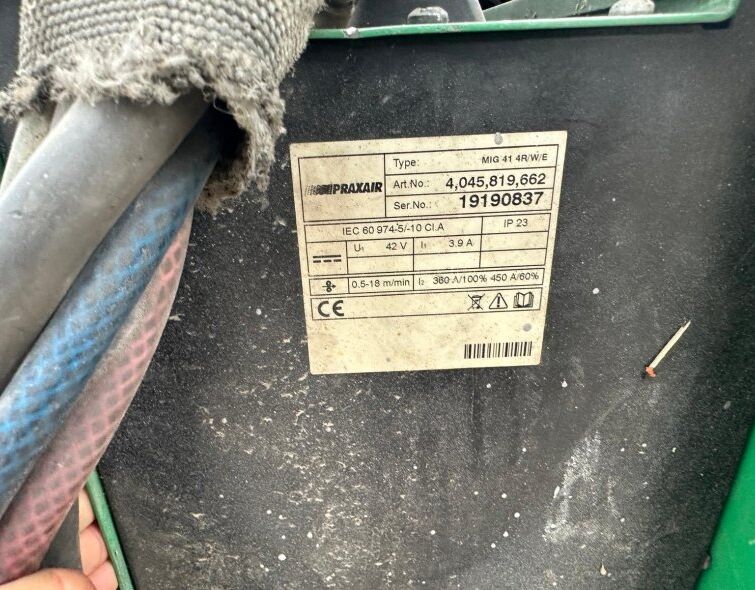 PRAXAIR
Type: MIG 41 4R/W/E
Art.No.: 4,045,819,662
Ser.No.: 19190837
IEC 60 974-5/-10 Cl.A IP 23
U₁ 42 V I₁ 3.9 A
0.5-18 m/min I₂ 360 A/100% 450 A/60%
CE